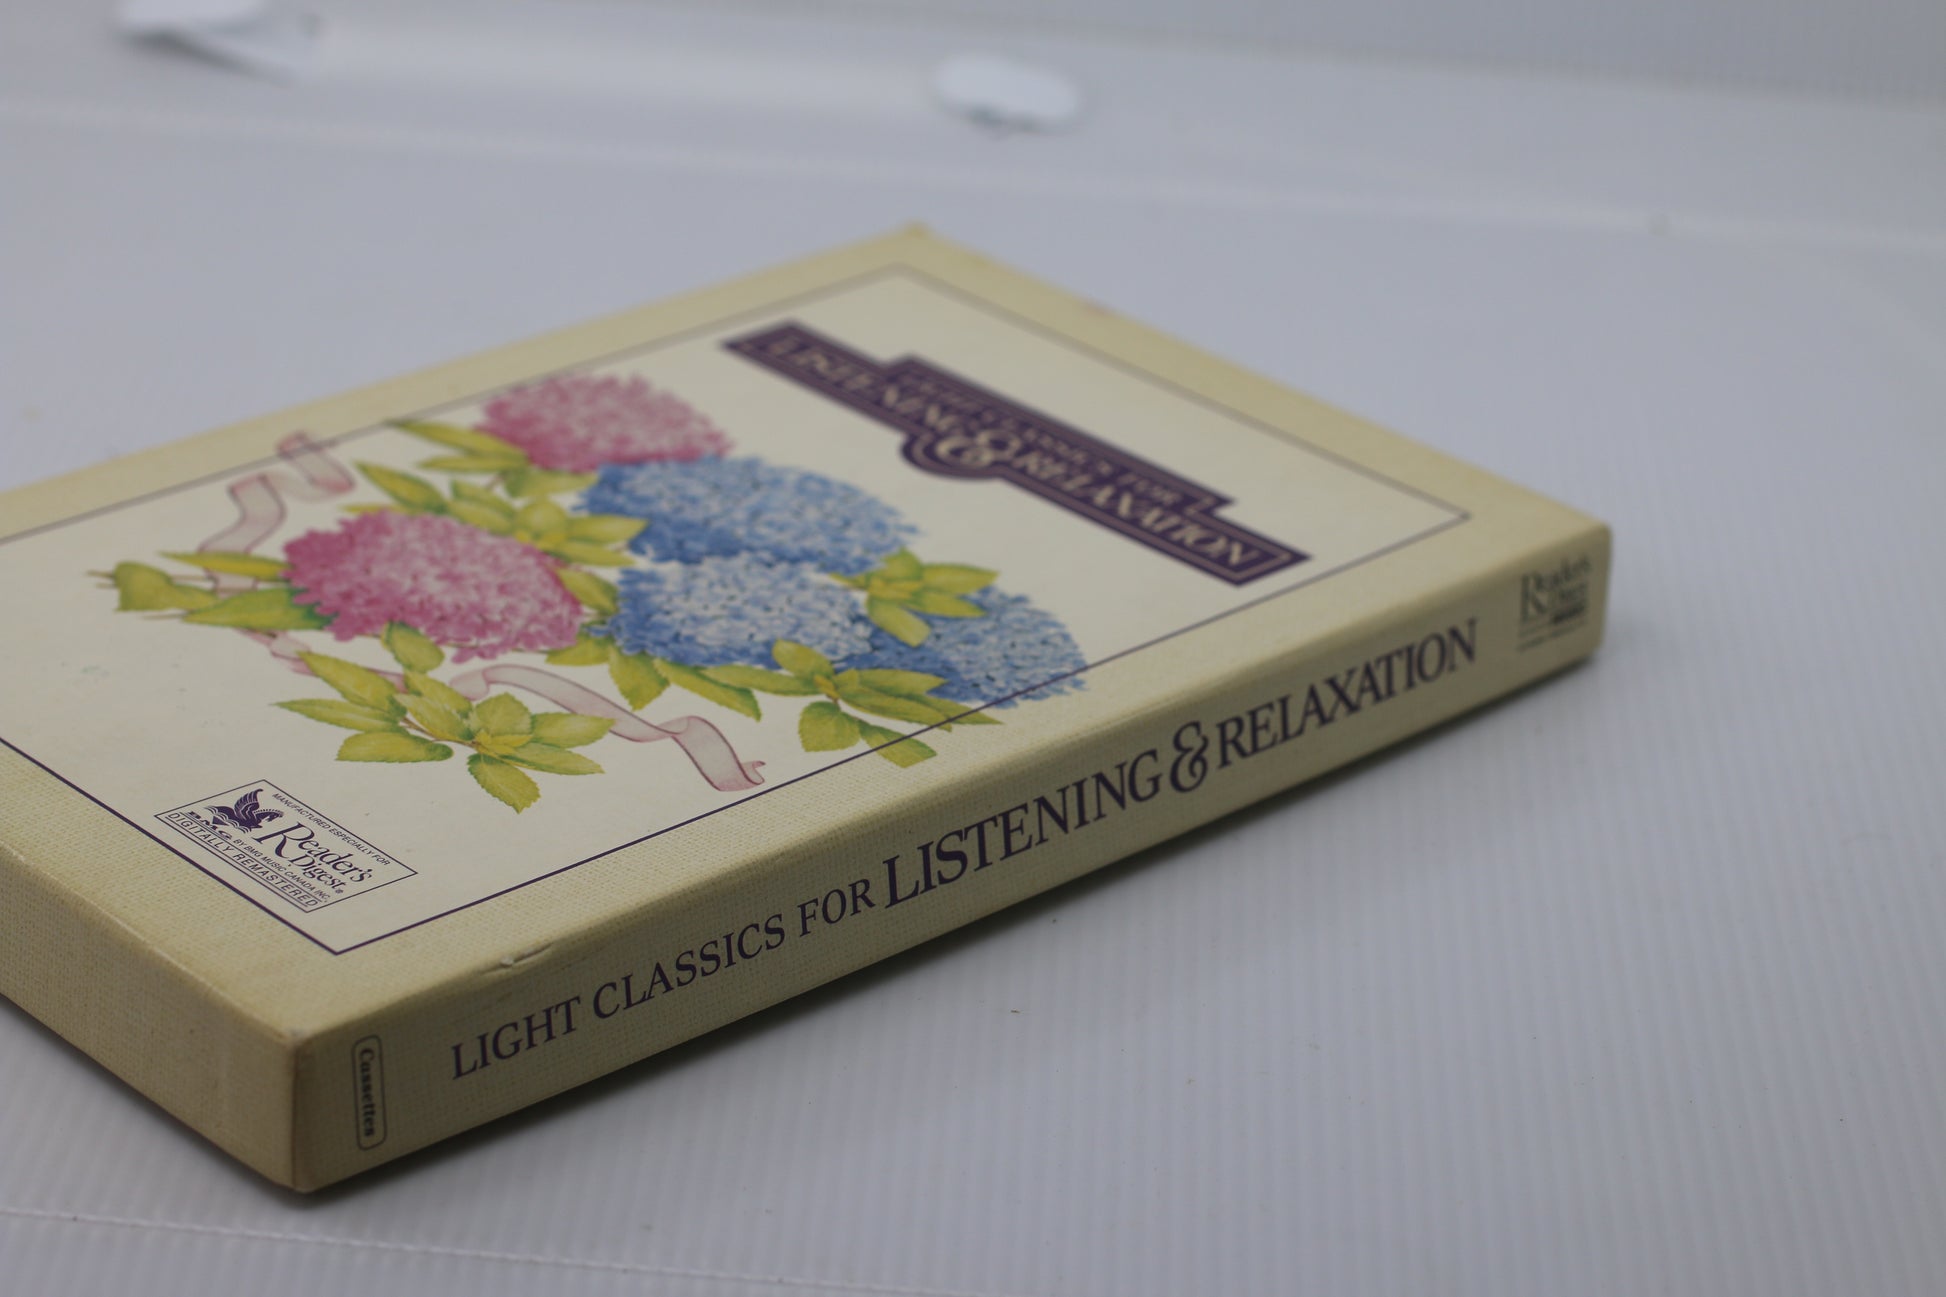 LIGHT CLASSICS FOR
LISTENING & RELAXATION
MANUFACTURED ESPECIALLY FOR
Reader's
Digest®
BMG BY BMG MUSIC CANADA INC.
DIGITALLY REMASTERED
Cassettes
LIGHT CLASSICS FOR LISTENING & RELAXATION
Reader's
Digest